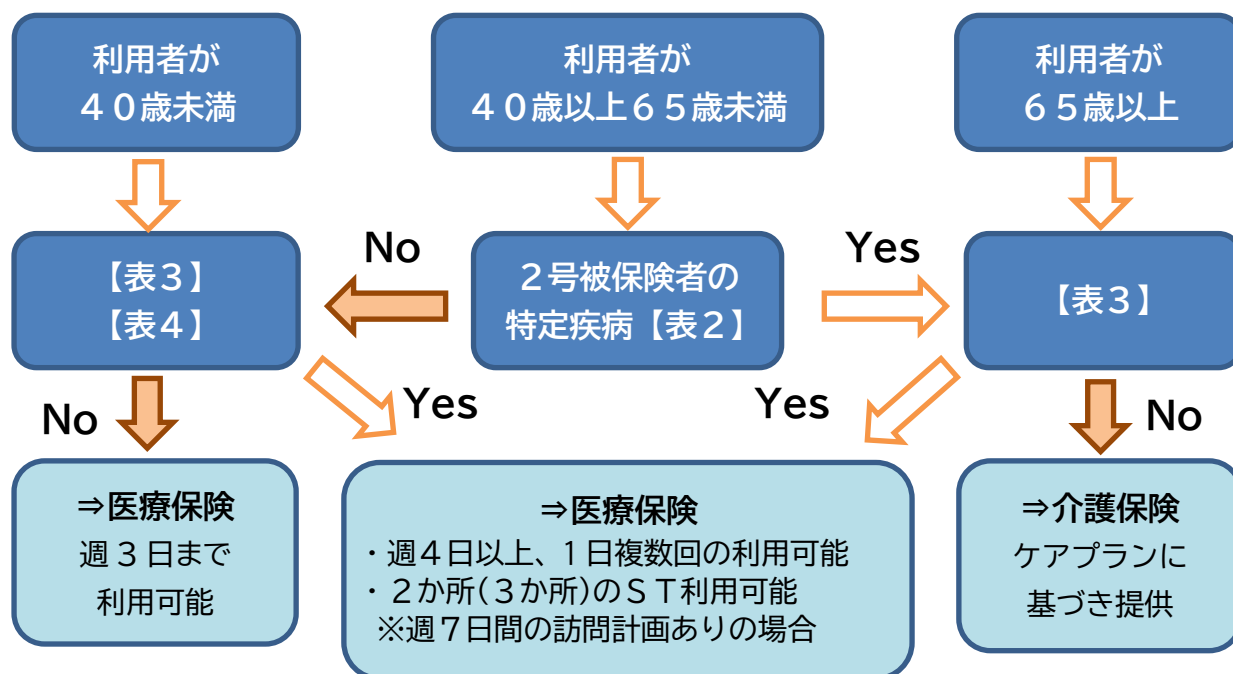 利用者が
４０歳未満
利用者が
４０歳以上６５歳未満
利用者が
６５歳以上
【表３】
【表４】
No
２号被保険者の
特定疾病【表２】
Yes
【表３】
No
Yes
Yes
No
⇒医療保険
週３日まで
利用可能
⇒医療保険
・週４日以上、１日複数回の利用可能
・２か所(３か所)のＳＴ利用可能
※週７日間の訪問計画ありの場合
⇒介護保険
ケアプランに
基づき提供